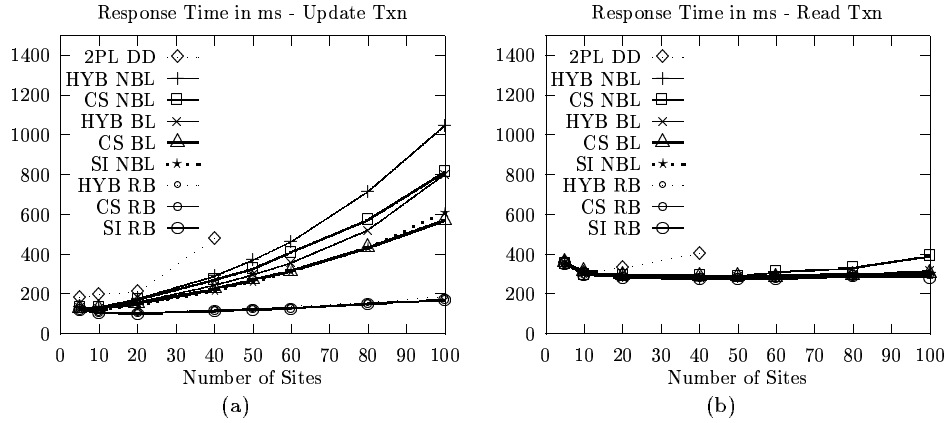 Response Time in ms - Update Txn
1400
1200
1000
800
600
400
200
0
2PL DD
HYB NBL
CS NBL
HYB BL
CS BL
SI NBL
HYB RB
CS RB
SI RB
0 10 20 30 40 50 60 70 80 90 100
Number of Sites
(a)
Response Time in ms - Read Txn
1400
1200
1000
800
600
400
200
0
2PL DD
HYB NBL
CS NBL
HYB BL
CS BL
SI NBL
HYB RB
CS RB
SI RB
0 10 20 30 40 50 60 70 80 90 100
Number of Sites
(b)